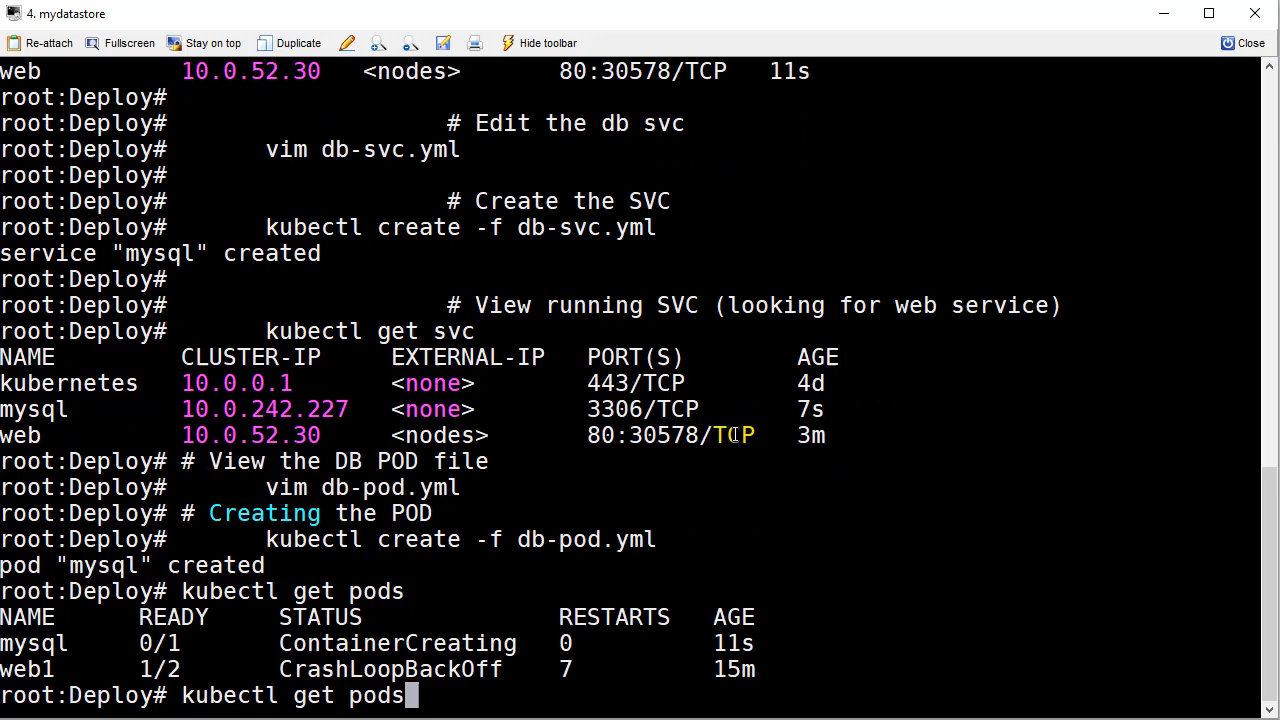 4. mydatastore
Re-attach Fullscreen Stay on top Duplicate Hide toolbar Close
web 10.0.52.30 <nodes> 80:30578/TCP 11s
root:Deploy#
root:Deploy# # Edit the db svc
root:Deploy# vim db-svc.yml
root:Deploy#
root:Deploy# # Create the SVC
root:Deploy# kubectl create -f db-svc.yml
service "mysql" created
root:Deploy#
root:Deploy# # View running SVC (looking for web service)
root:Deploy# kubectl get svc
NAME CLUSTER-IP EXTERNAL-IP PORT(S) AGE
kubernetes 10.0.0.1 <none> 443/TCP 4d
mysql 10.0.242.227 <none> 3306/TCP 7s
web 10.0.52.30 <nodes> 80:30578/TCP 3m
root:Deploy# # View the DB POD file
root:Deploy# vim db-pod.yml
root:Deploy# # Creating the POD
root:Deploy# kubectl create -f db-pod.yml
pod "mysql" created
root:Deploy# kubectl get pods
NAME READY STATUS RESTARTS AGE
mysql 0/1 ContainerCreating 0 11s
web1 1/2 CrashLoopBackOff 7 15m
root:Deploy# kubectl get pods